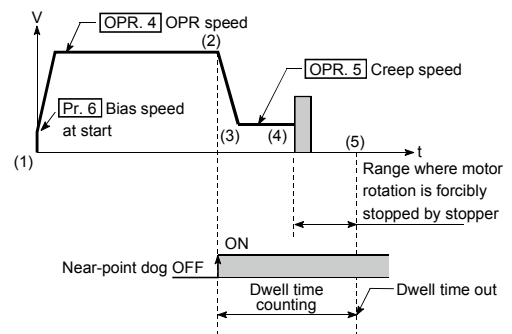 V
OPR. 4 OPR speed
(2)
OPR. 5 Creep speed
Pr. 6 Bias speed
at start
(3)
(4)
(5)
(1)
t
Range where motor
rotation is forcibly
stopped by stopper
ON
Near-point dog OFF
Dwell time
counting
Dwell time out